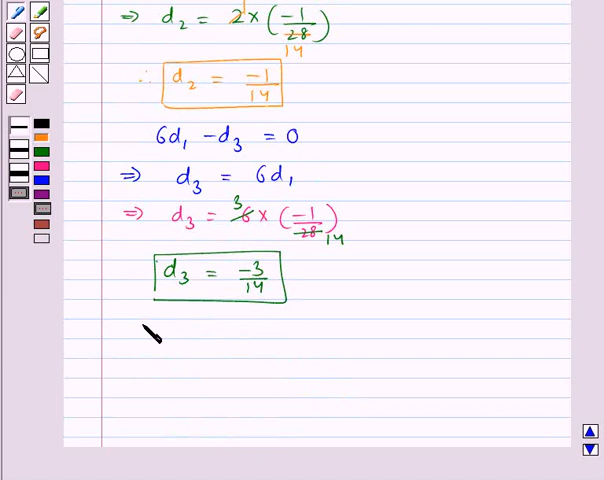 ⇒ d₂ = 2 × (-1/28) 14
∴ d₂ = -1/14
6d₁ - d₃ = 0
⇒ d₃ = 6d₁
⇒ d₃ = 3 6 × (-1/28) 14
d₃ = -3/14